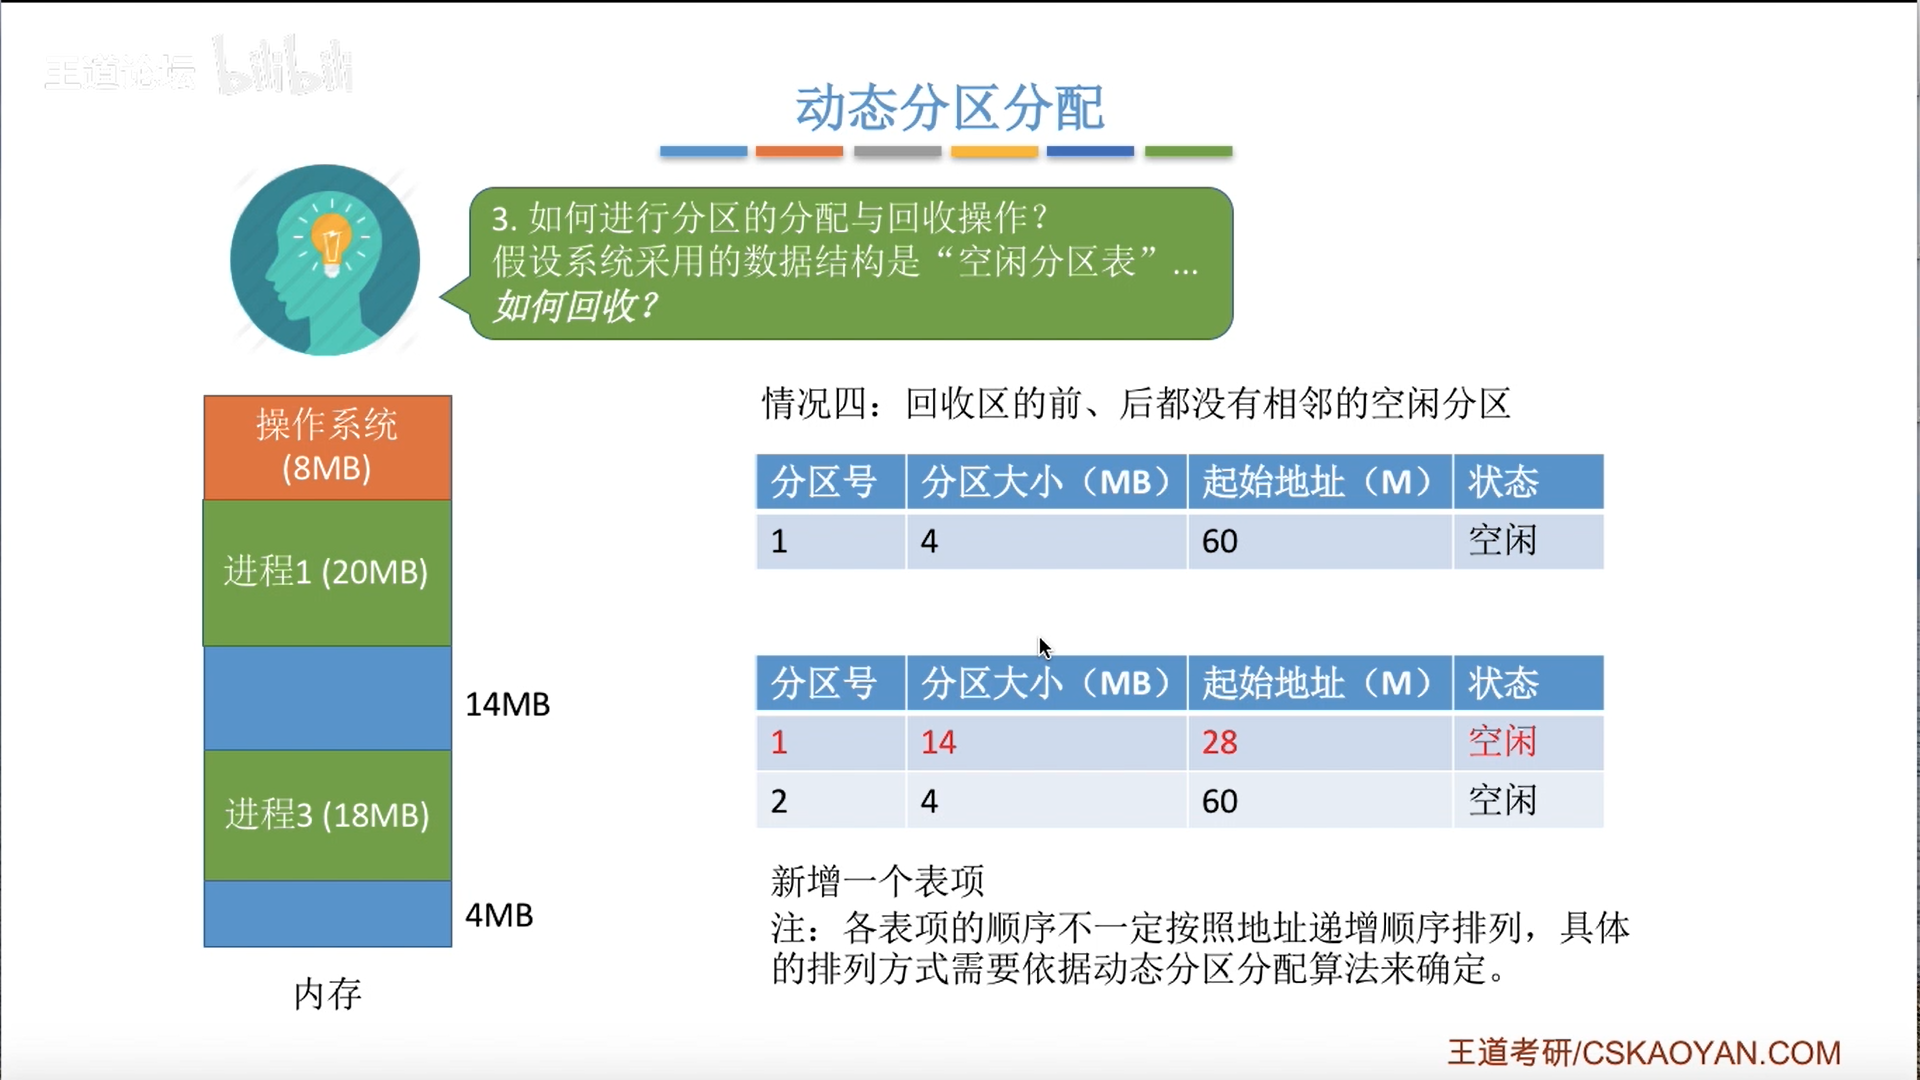 王道论坛 bilibili
动态分区分配
3. 如何进行分区的分配与回收操作？
假设系统采用的数据结构是“空闲分区表”...
如何回收？
操作系统
(8MB)
进程1 (20MB)
14MB
进程3 (18MB)
4MB
内存
情况四：回收区的前、后都没有相邻的空闲分区
分区号 分区大小（MB） 起始地址（M） 状态
1 4 60 空闲
分区号 分区大小（MB） 起始地址（M） 状态
1 14 28 空闲
2 4 60 空闲
新增一个表项
注：各表项的顺序不一定按照地址递增顺序排列，具体
的排列方式需要依据动态分区分配算法来确定。
王道考研/CSKAOYAN.COM